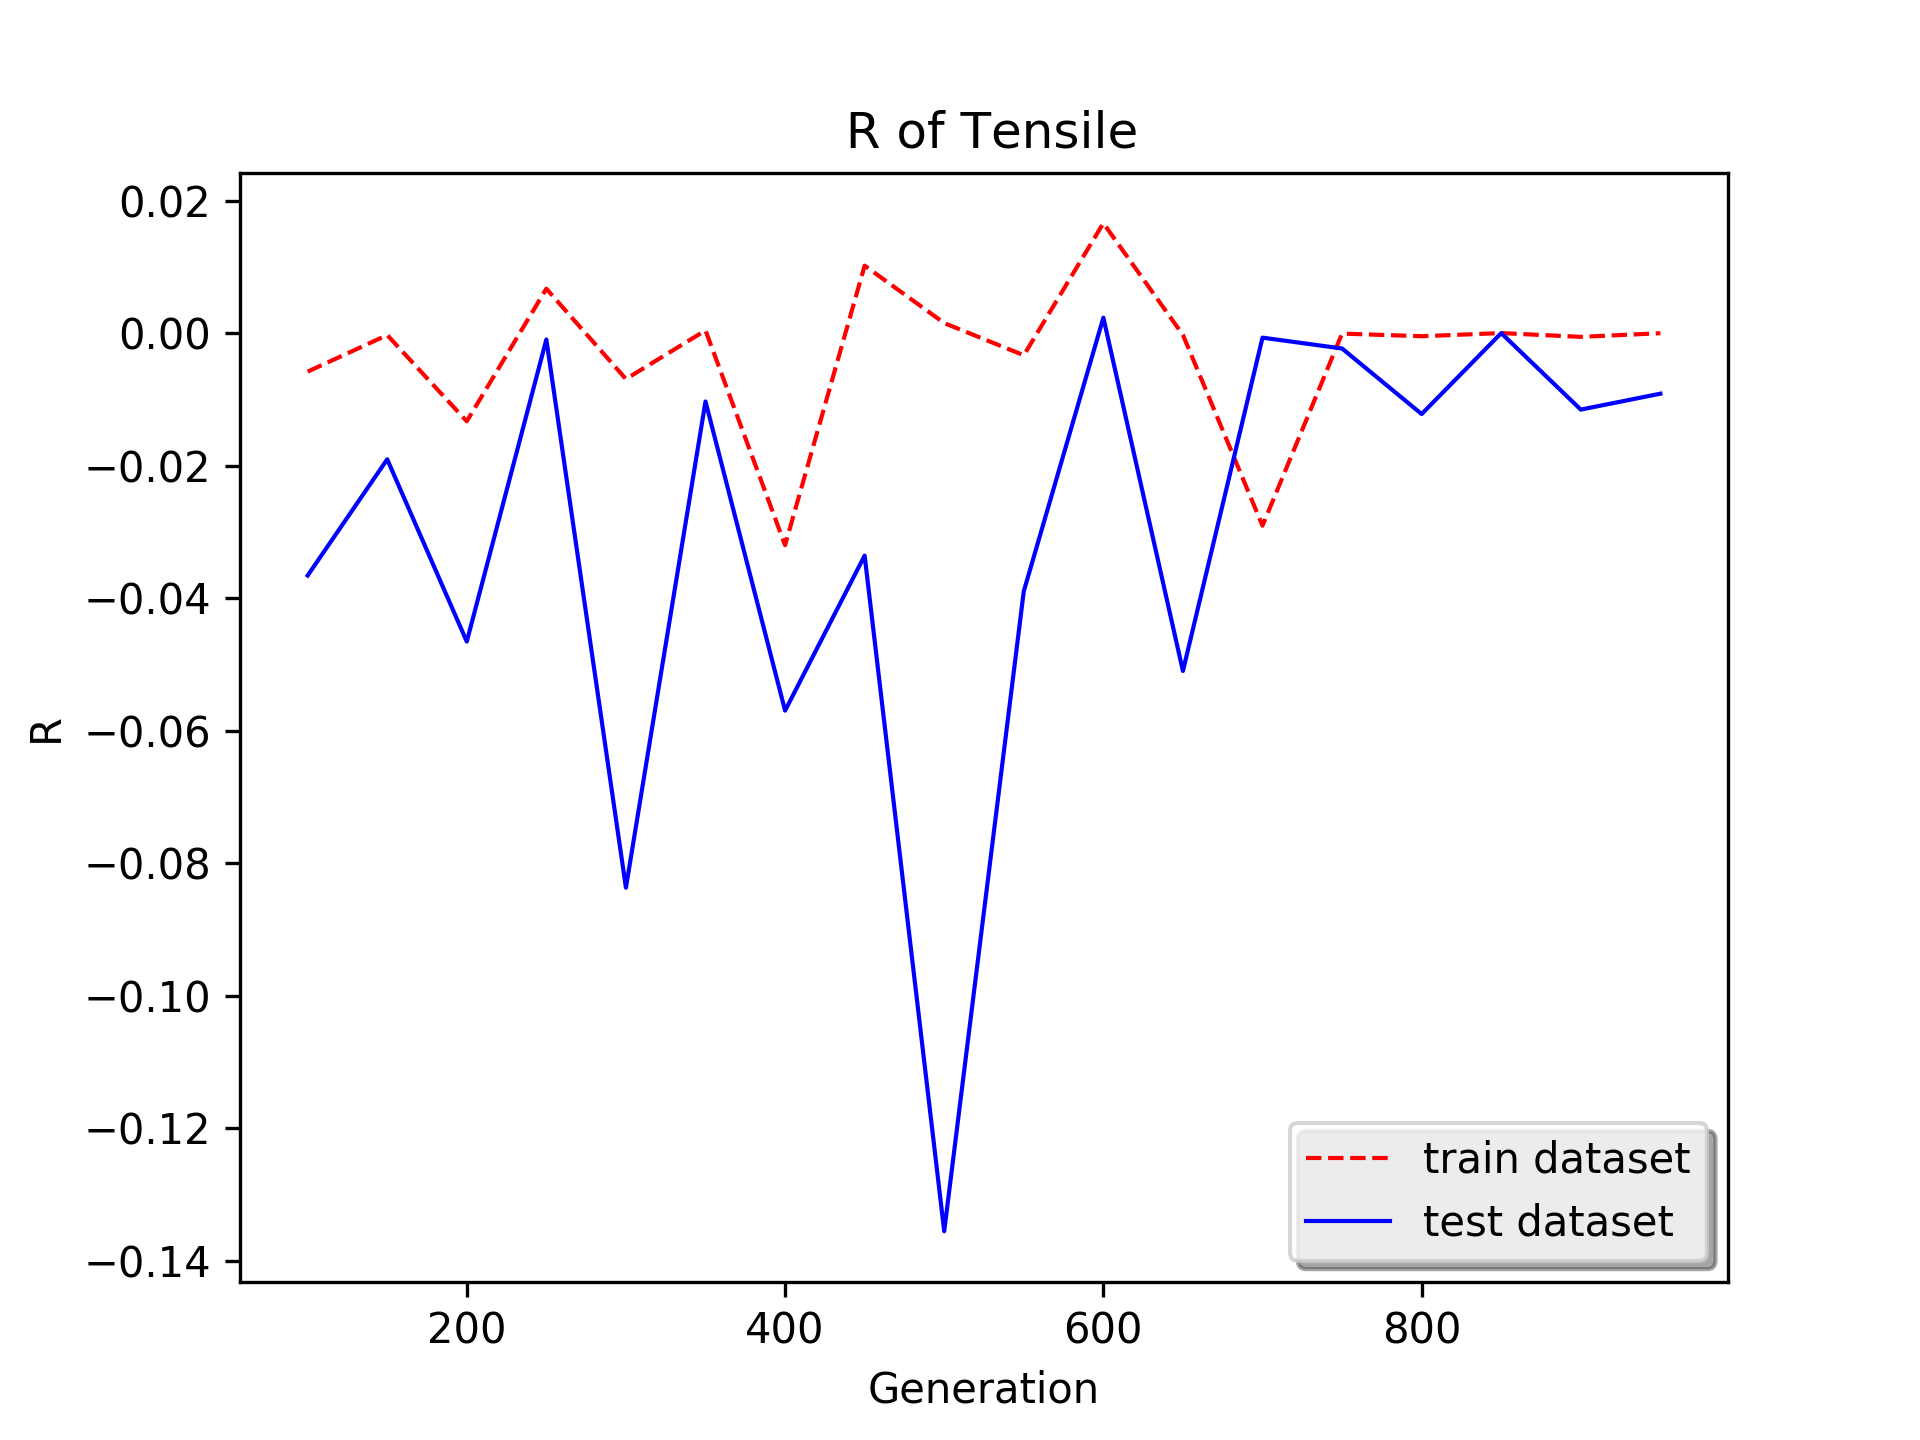 R of Tensile
0.02
0.00
−0.02
−0.04
−0.06
−0.08
−0.10
−0.12
−0.14
R
200 400 600 800
Generation
train dataset
test dataset